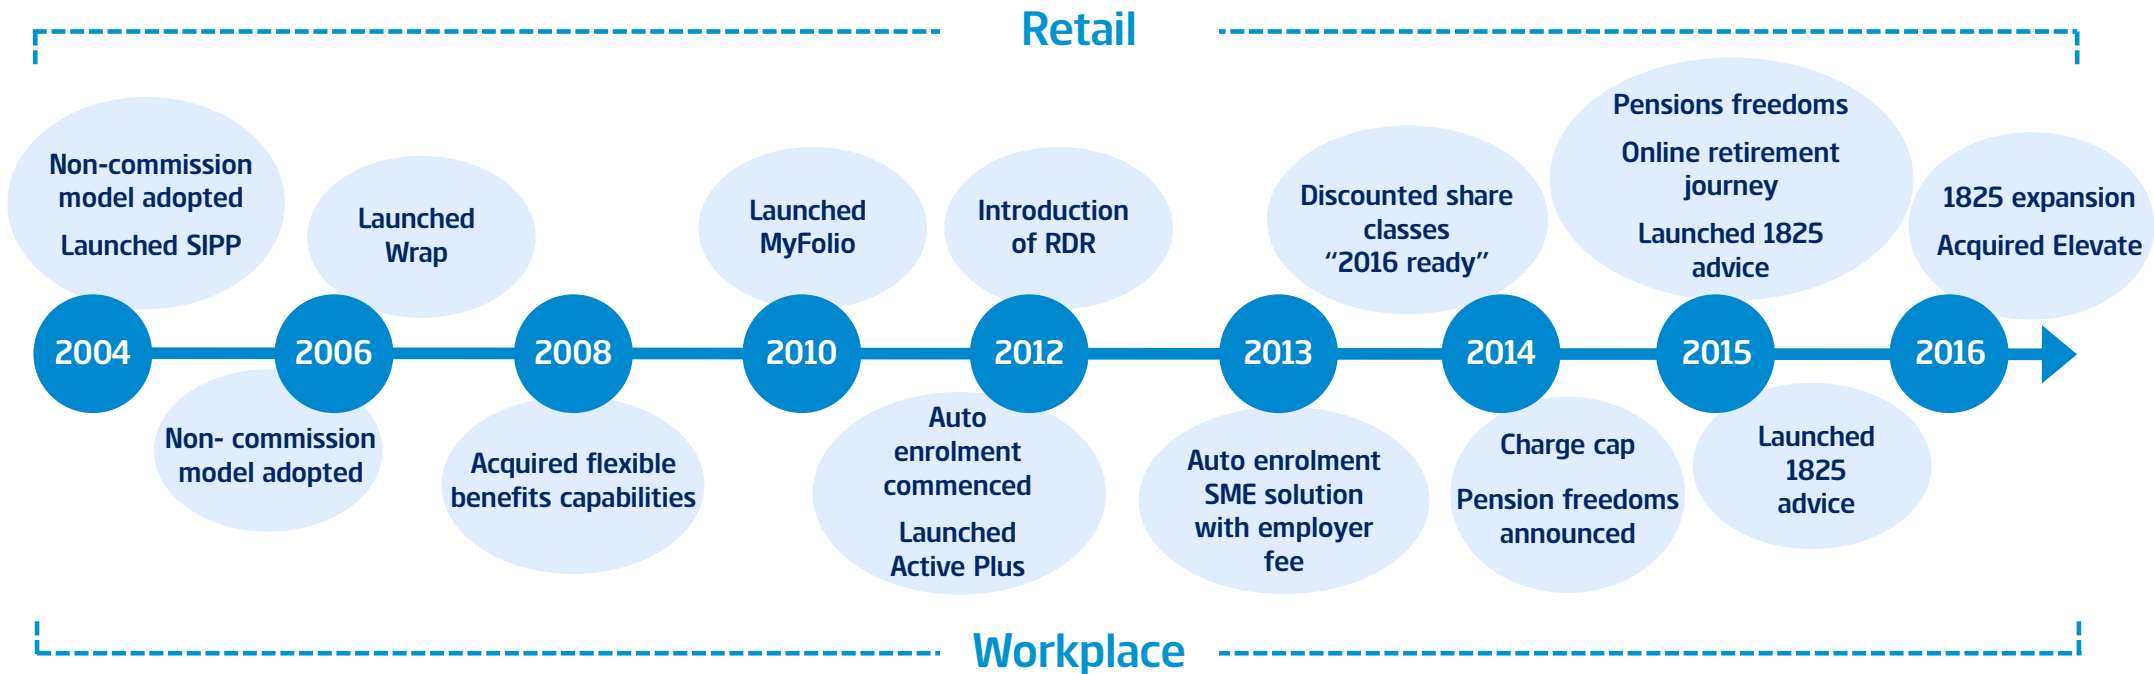 Retail
Non-commission
model adopted
Launched SIPP
Launched
Wrap
Launched
MyFolio
Introduction
of RDR
Discounted share
classes
“2016 ready”
Pensions freedoms
Online retirement
journey
Launched 1825
advice
1825 expansion
Acquired Elevate
2004
2006
2008
2010
2012
2013
2014
2015
2016
Non- commission
model adopted
Acquired flexible
benefits capabilities
Auto
enrolment
commenced
Launched
Active Plus
Auto enrolment
SME solution
with employer
fee
Charge cap
Pension freedoms
announced
Launched
1825
advice
Workplace